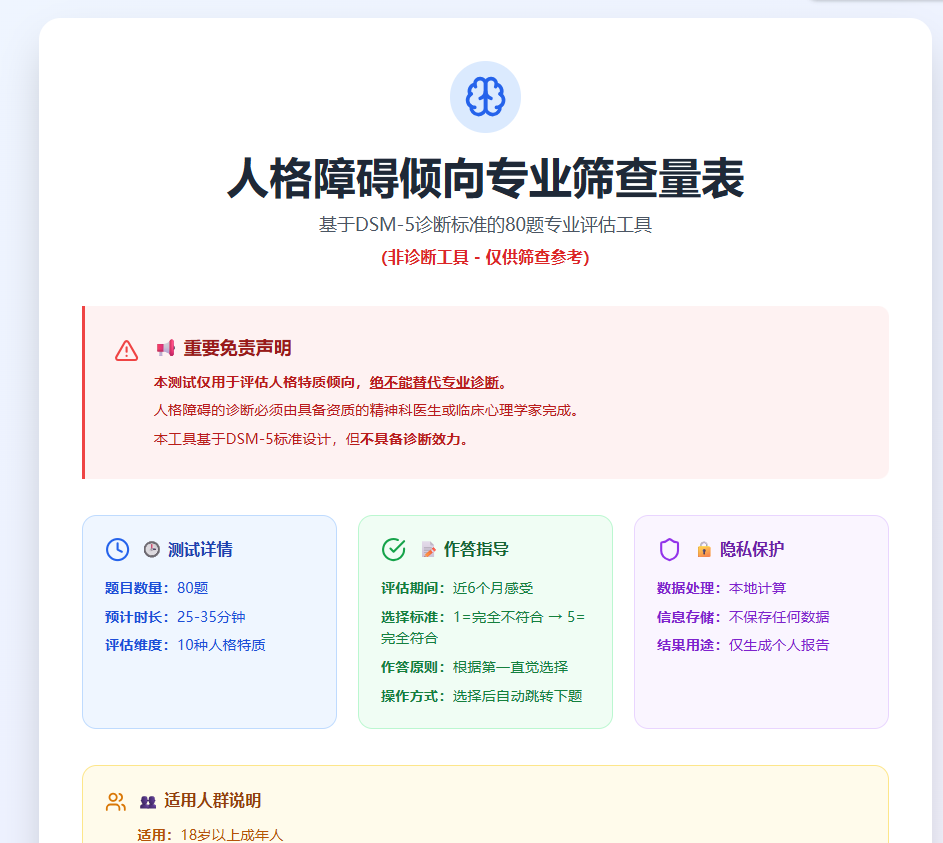 人格障碍倾向专业筛查量表
基于DSM-5诊断标准的80题专业评估工具
(非诊断工具 - 仅供筛查参考)
重要免责声明
本测试仅用于评估人格特质倾向，绝不能替代专业诊断。
人格障碍的诊断必须由具备资质的精神科医生或临床心理学家完成。
本工具基于DSM-5标准设计，但不具备诊断效力。
测试详情
题目数量：80题
预计时长：25-35分钟
评估维度：10种人格特质
作答指导
评估期间：近6个月感受
选择标准：1=完全不符合 → 5=
完全符合
作答原则：根据第一直觉选择
操作方式：选择后自动跳转下题
隐私保护
数据处理：本地计算
信息存储：不保存任何数据
结果用途：仅生成个人报告
适用人群说明
适用：18岁以上成年人